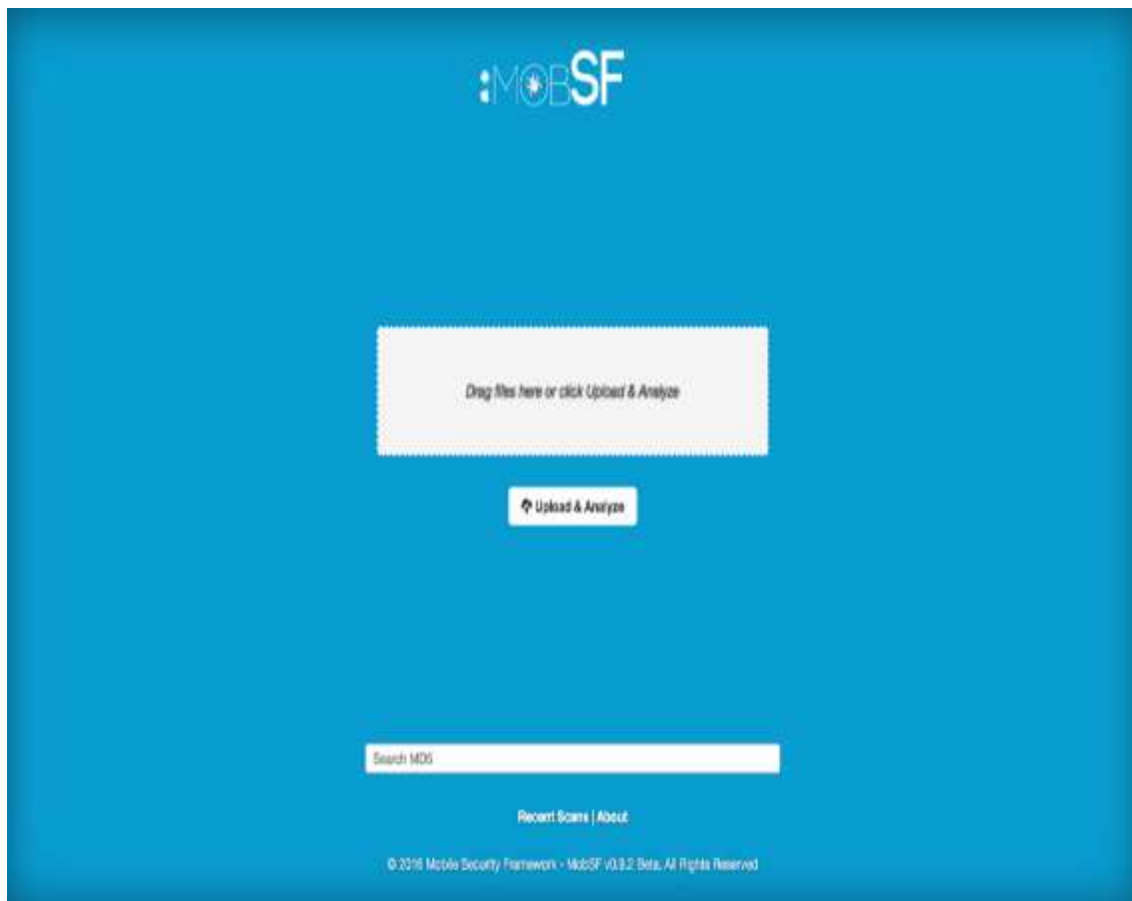 :MOBSF
Drag files here or click Upload & Analyze
Upload & Analyze
Search MD5
Recent Scans | About
© 2016 Mobile Security Framework - MobSF v0.9.2 Beta. All Rights Reserved